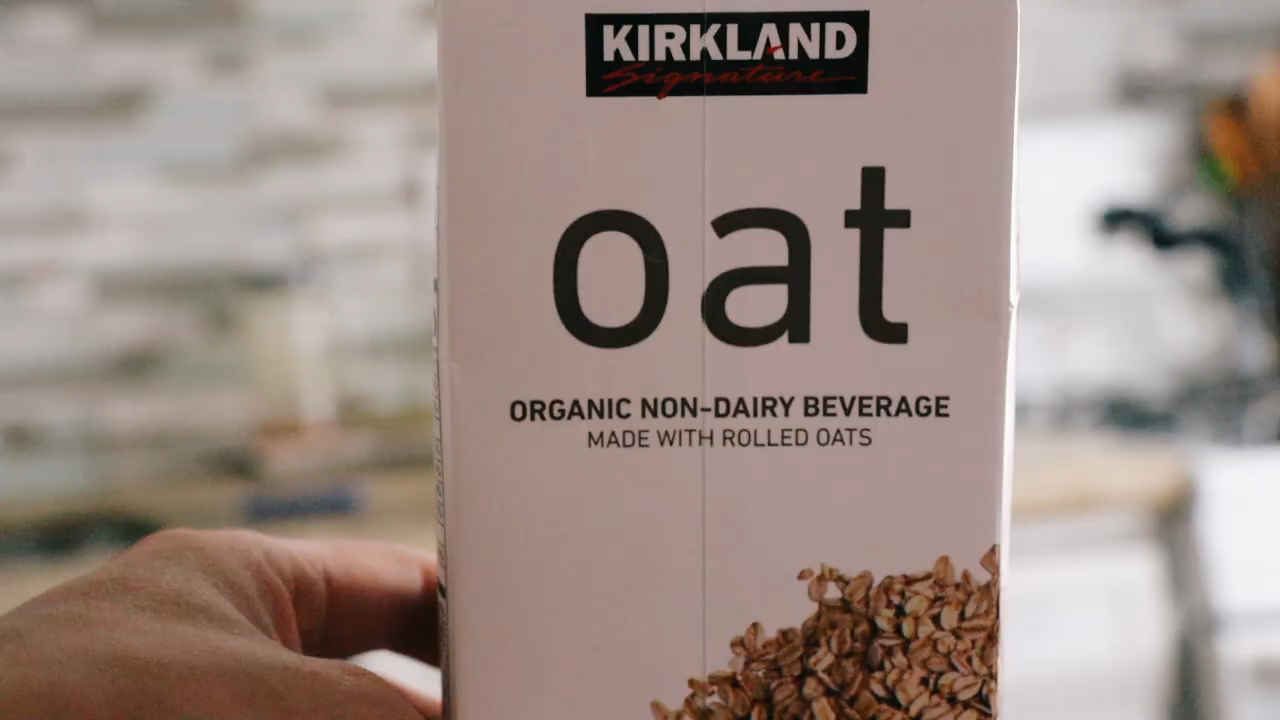 KIRKLAND
Signature
oat
ORGANIC NON-DAIRY BEVERAGE
MADE WITH ROLLED OATS